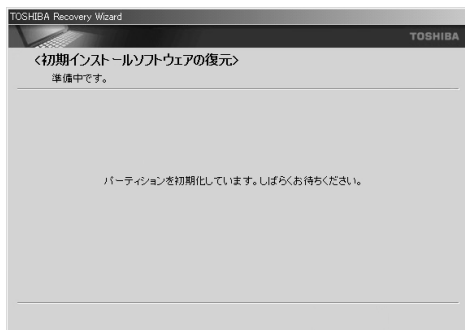 TOSHIBA Recovery Wizard
TOSHIBA
＜初期インストールソフトウェアの復元＞
準備中です。
パーティションを初期化しています。しばらくお待ちください。